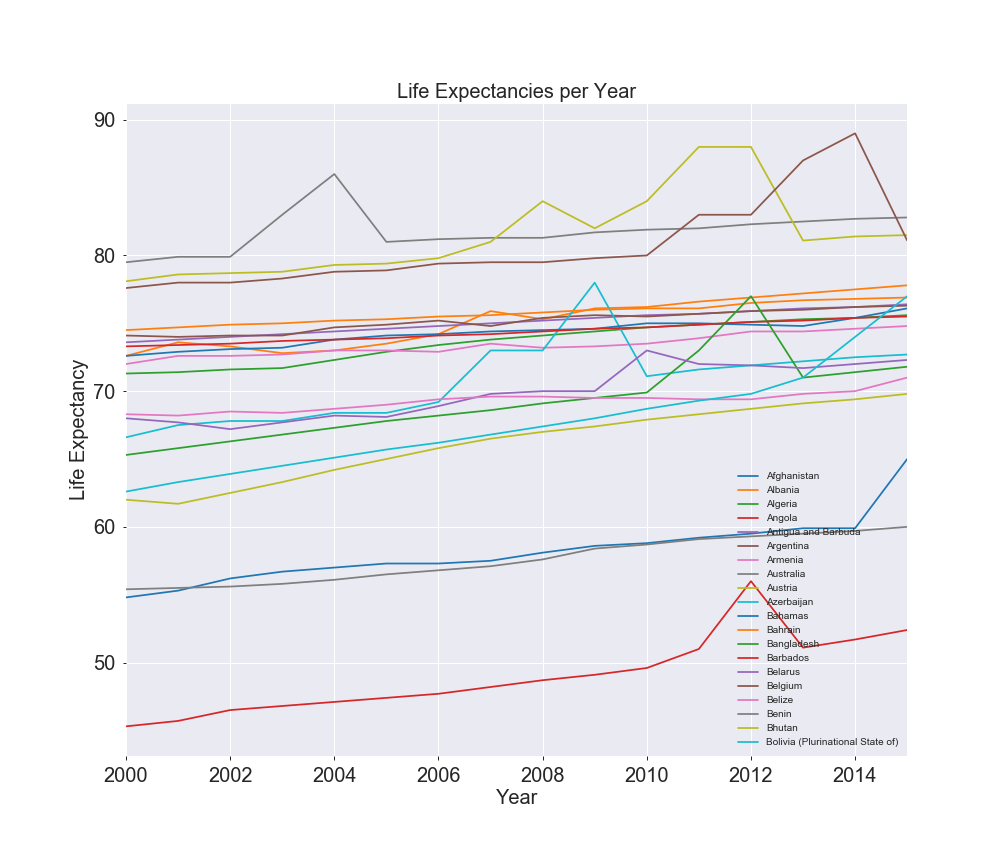 Life Expectancies per Year
90
80
70
60
50
Life Expectancy
2000 2002 2004 2006 2008 2010 2012 2014
Year
Afghanistan
Albania
Algeria
Angola
Antigua and Barbuda
Argentina
Armenia
Australia
Austria
Azerbaijan
Bahamas
Bahrain
Bangladesh
Barbados
Belarus
Belgium
Belize
Benin
Bhutan
Bolivia (Plurinational State of)